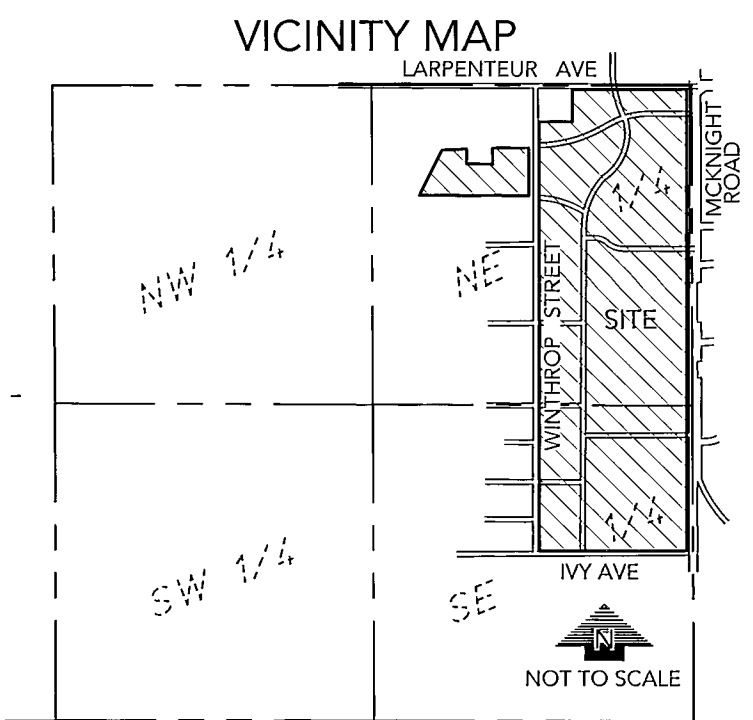 VICINITY MAP
LARPENTEUR AVE
MCKNIGHT
ROAD
NW 1/4
NE 1/4
WINTHROP STREET
SITE
SW 1/4
SE 1/4
IVY AVE
N
NOT TO SCALE